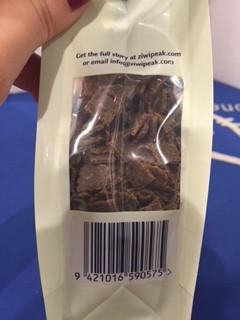 Get the full story at ziwipeak.com
or email info@ziwipeak.com
9 421016 590575 >